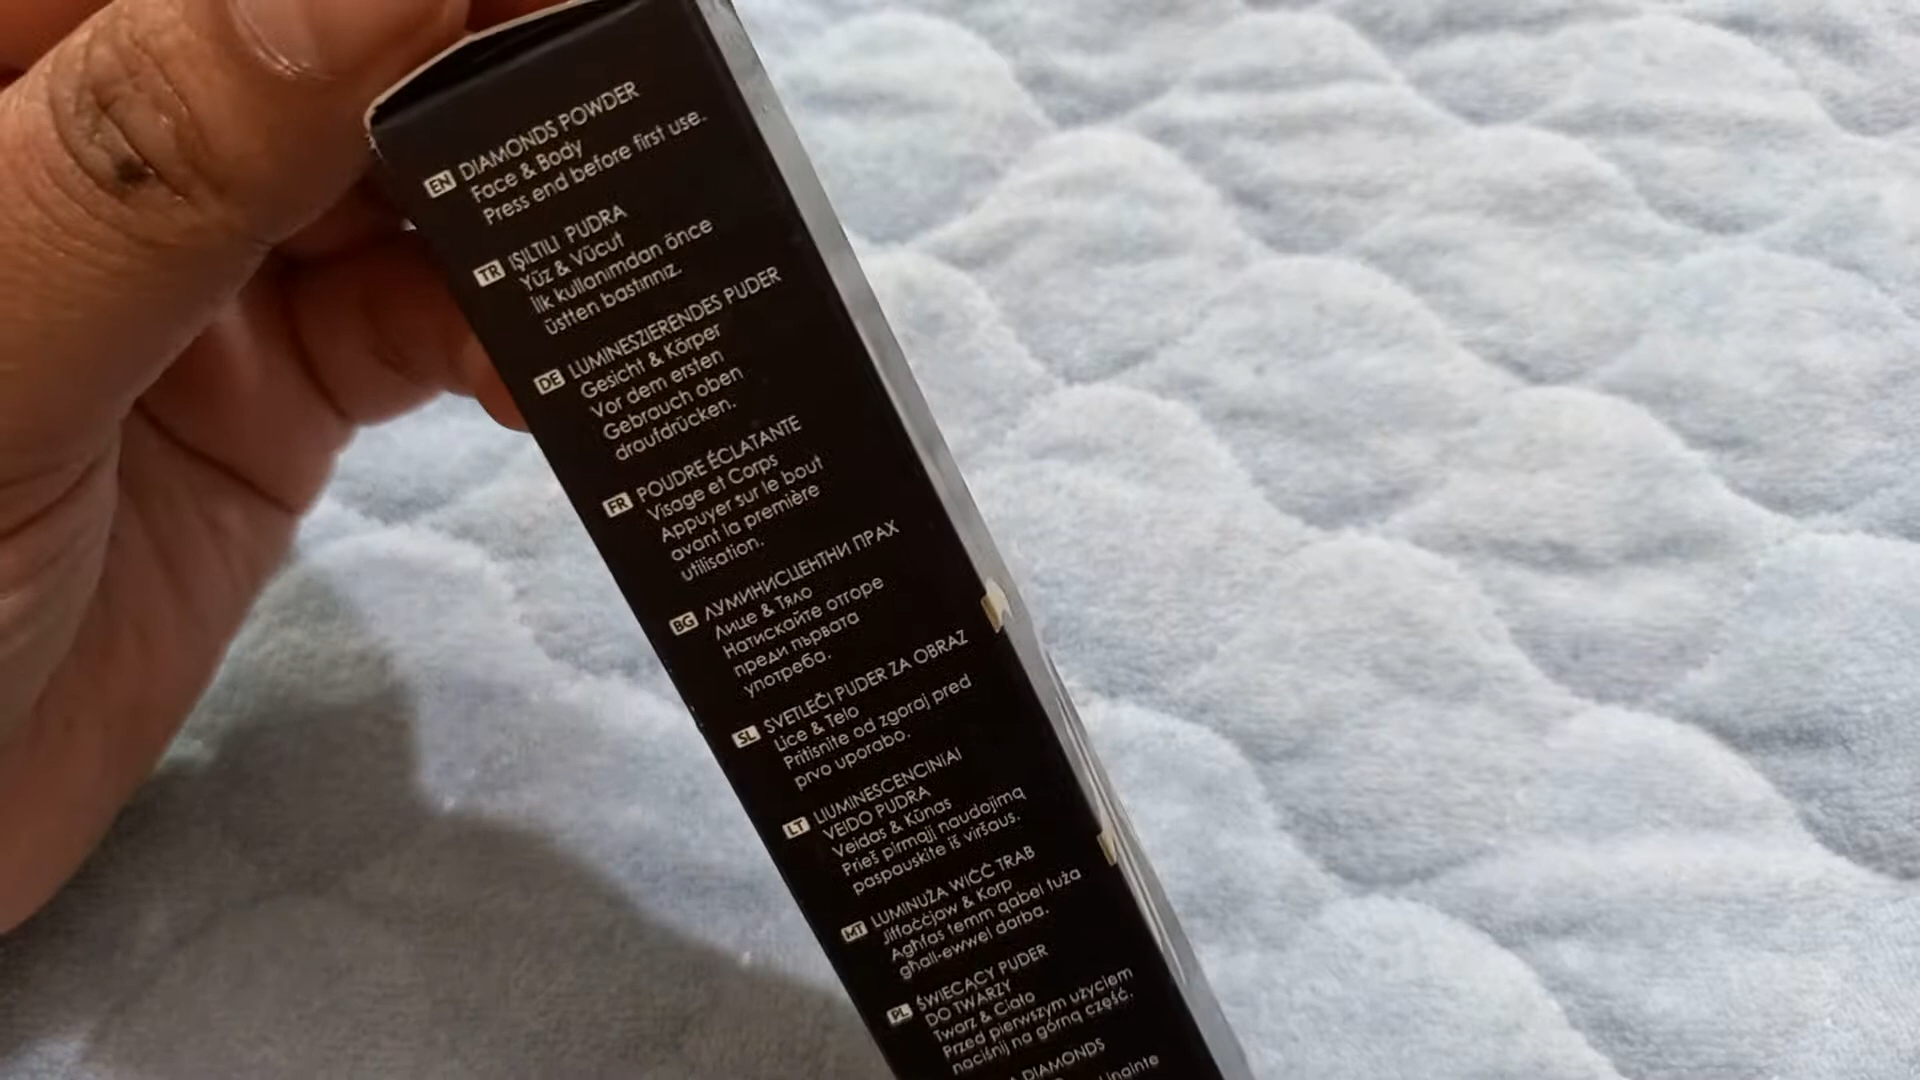 EN DIAMONDS POWDER
Face & Body
Press end before first use.
TR IŞILTILI PUDRA
Yüz & Vücut
İlk kullanımdan önce
üstten bastırınız.
DE LUMINESZIERENDES PUDER
Gesicht & Körper
Vor dem ersten
Gebrauch oben
draufdrücken.
FR POUDRE ÉCLATANTE
Visage et Corps
Appuyer sur le bout
avant la première
utilisation.
BG ЛУМИНИСЦЕНТНИ ПРАХ
Лице & Тяло
Натискайте отгоре
преди първата
употреба.
SL SVETLEČI PUDER ZA OBRAZ
Lice & Telo
Pritisnite od zgoraj pred
prvo uporabo.
LT LIUMINESCENCINIAI
VEIDO PUDRA
Veidas & Kūnas
Prieš pirmąjį naudojimą
paspauskite iš viršaus.
MT LUMINUŻA WIĊĊ TRAB
Jiffaċċjaw & Korp
Agħfas temm qabel tuża
għall-ewwel darba.
PL ŚWIECĄCY PUDER
DO TWARZY
Twarz & Ciało
Przed pierwszym użyciem
naciśnij na górną część.
DIAMONDS
înainte